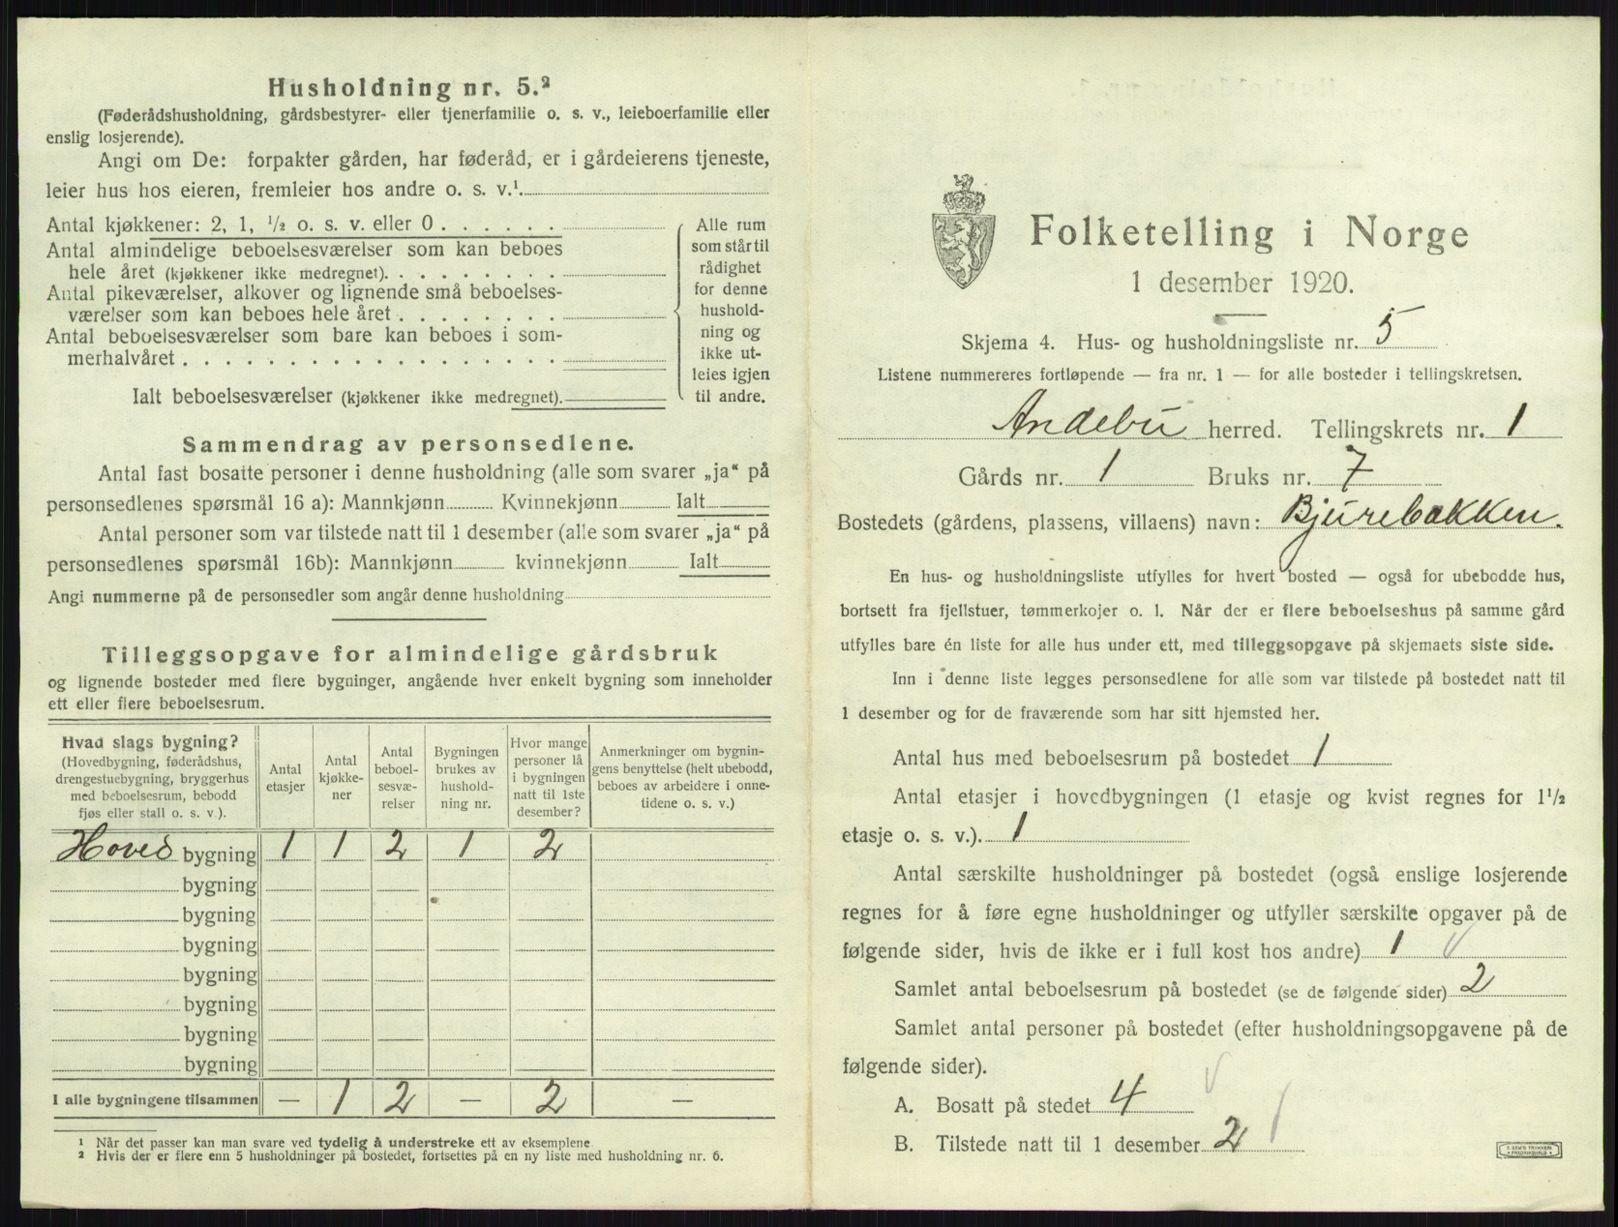 Husholdning nr. 5.²
(Føderådshusholdning, gårdsbestyrer- eller tjenerfamilie o. s. v., leieboerfamilie eller
enslig losjerende).
Angi om De: forpakter gården, har føderåd, er i gårdeierens tjeneste,
leier hus hos eieren, fremleier hos andre o. s. v.¹
Antal kjøkkener: 2, 1, ½ o. s. v. eller 0 . . . . . .
Antal almindelige beboelsesværelser som kan beboes
hele året (kjøkkener ikke medregnet). . . . . . . . .
Antal pikeværelser, alkover og lignende små beboelses-
værelser som kan beboes hele året . . . . . . . .
Antal beboelsesværelser som bare kan beboes i som-
merhalvåret . . . . . . . . . . . . . . . . . .
Ialt beboelsesværelser (kjøkkener ikke medregnet).
Alle rum
som står til
rådighet
for denne
hushold-
ning og
ikke ut-
leies igjen
til andre.
Sammendrag av personsedlene.
Antal fast bosatte personer i denne husholdning (alle som svarer „ja“ på
personsedlenes spørsmål 16 a): Mannkjønn Kvinnekjønn Ialt
Antal personer som var tilstede natt til 1 desember (alle som svarer „ja“ på
personsedlenes spørsmål 16b): Mannkjønn kvinnekjønn Ialt
Angi nummerne på de personsedler som angår denne husholdning
Tilleggsopgave for almindelige gårdsbruk
og lignende bosteder med flere bygninger, angående hver enkelt bygning som inneholder
ett eller flere beboelsesrum.
Hvad slags bygning?
(Hovedbygning, føderådshus,
drengestuebygning, bryggerhus
med beboelsesrum, bebodd
fjøs eller stall o. s. v.).
Antal
etasjer
Antal
kjøkke-
ner
Antal
beboel-
sesvæ-
relser
Bygningen
brukes av
hushold-
ning nr.
Hvor mange
personer lå
i bygningen
natt til 1ste
desember?
Anmerkninger om bygnin-
gens benyttelse (helt ubebodd,
beboes av arbeidere i onne-
tidene o. s. v.)
Hoved bygning 1 1 2 1 2
bygning
bygning
bygning
bygning
bygning
bygning
bygning
I alle bygningene tilsammen — 1 2 — 2 —
¹ Når det passer kan man svare ved tydelig å understreke ett av eksemplene
² Hvis der er flere enn 5 husholdninger på bostedet, fortsettes på en ny liste med husholdning nr. 6.
Folketelling i Norge
1 desember 1920.
Skjema 4. Hus- og husholdningsliste nr. 5
Listene nummereres fortløpende — fra nr. 1 — for alle bosteder i tellingskretsen.
Andebu herred. Tellingskrets nr. 1
Gårds nr. 1 Bruks nr. 7
Bostedets (gårdens, plassens, villaens) navn: Bjurebakken.
En hus- og husholdningsliste utfylles for hvert bosted — også for ubebodde hus,
bortsett fra fjellstuer, tømmerkojer o. l. Når der er flere beboelseshus på samme gård
utfylles bare én liste for alle hus under ett, med tilleggsopgave på skjemaets siste side.
Inn i denne liste legges personsedlene for alle som var tilstede på bostedet natt til
1 desember og for de fraværende som har sitt hjemsted her.
Antal hus med beboelsesrum på bostedet 1
Antal etasjer i hovedbygningen (1 etasje og kvist regnes for 1½
etasje o. s. v.). 1
Antal særskilte husholdninger på bostedet (også enslige losjerende
regnes for å føre egne husholdninger og utfyller særskilte opgaver på de
følgende sider, hvis de ikke er i full kost hos andre) 1
Samlet antal beboelsesrum på bostedet (se de følgende sider) 2
Samlet antal personer på bostedet (efter husholdningsopgavene på de
følgende sider).
A. Bosatt på stedet 4
B. Tilstede natt til 1 desember 2